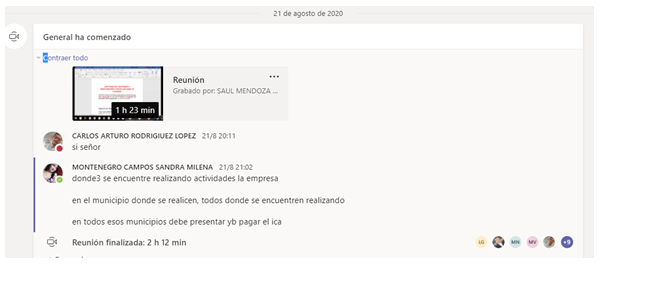 21 de agosto de 2020
General ha comenzado
Contraer todo
Reunión
...
Grabado por: SAUL MENDOZA ...
1 h 23 min
CARLOS ARTURO RODRIGIUEZ LOPEZ 21/8 20:11
si señor
MONTENEGRO CAMPOS SANDRA MILENA 21/8 21:02
donde3 se encuentre realizando actividades la empresa
en el municipio donde se realicen, todos donde se encuentren realizando
en todos esos municipios debe presentar yb pagar el ica
Reunión finalizada: 2 h 12 min
LG MN MV +9